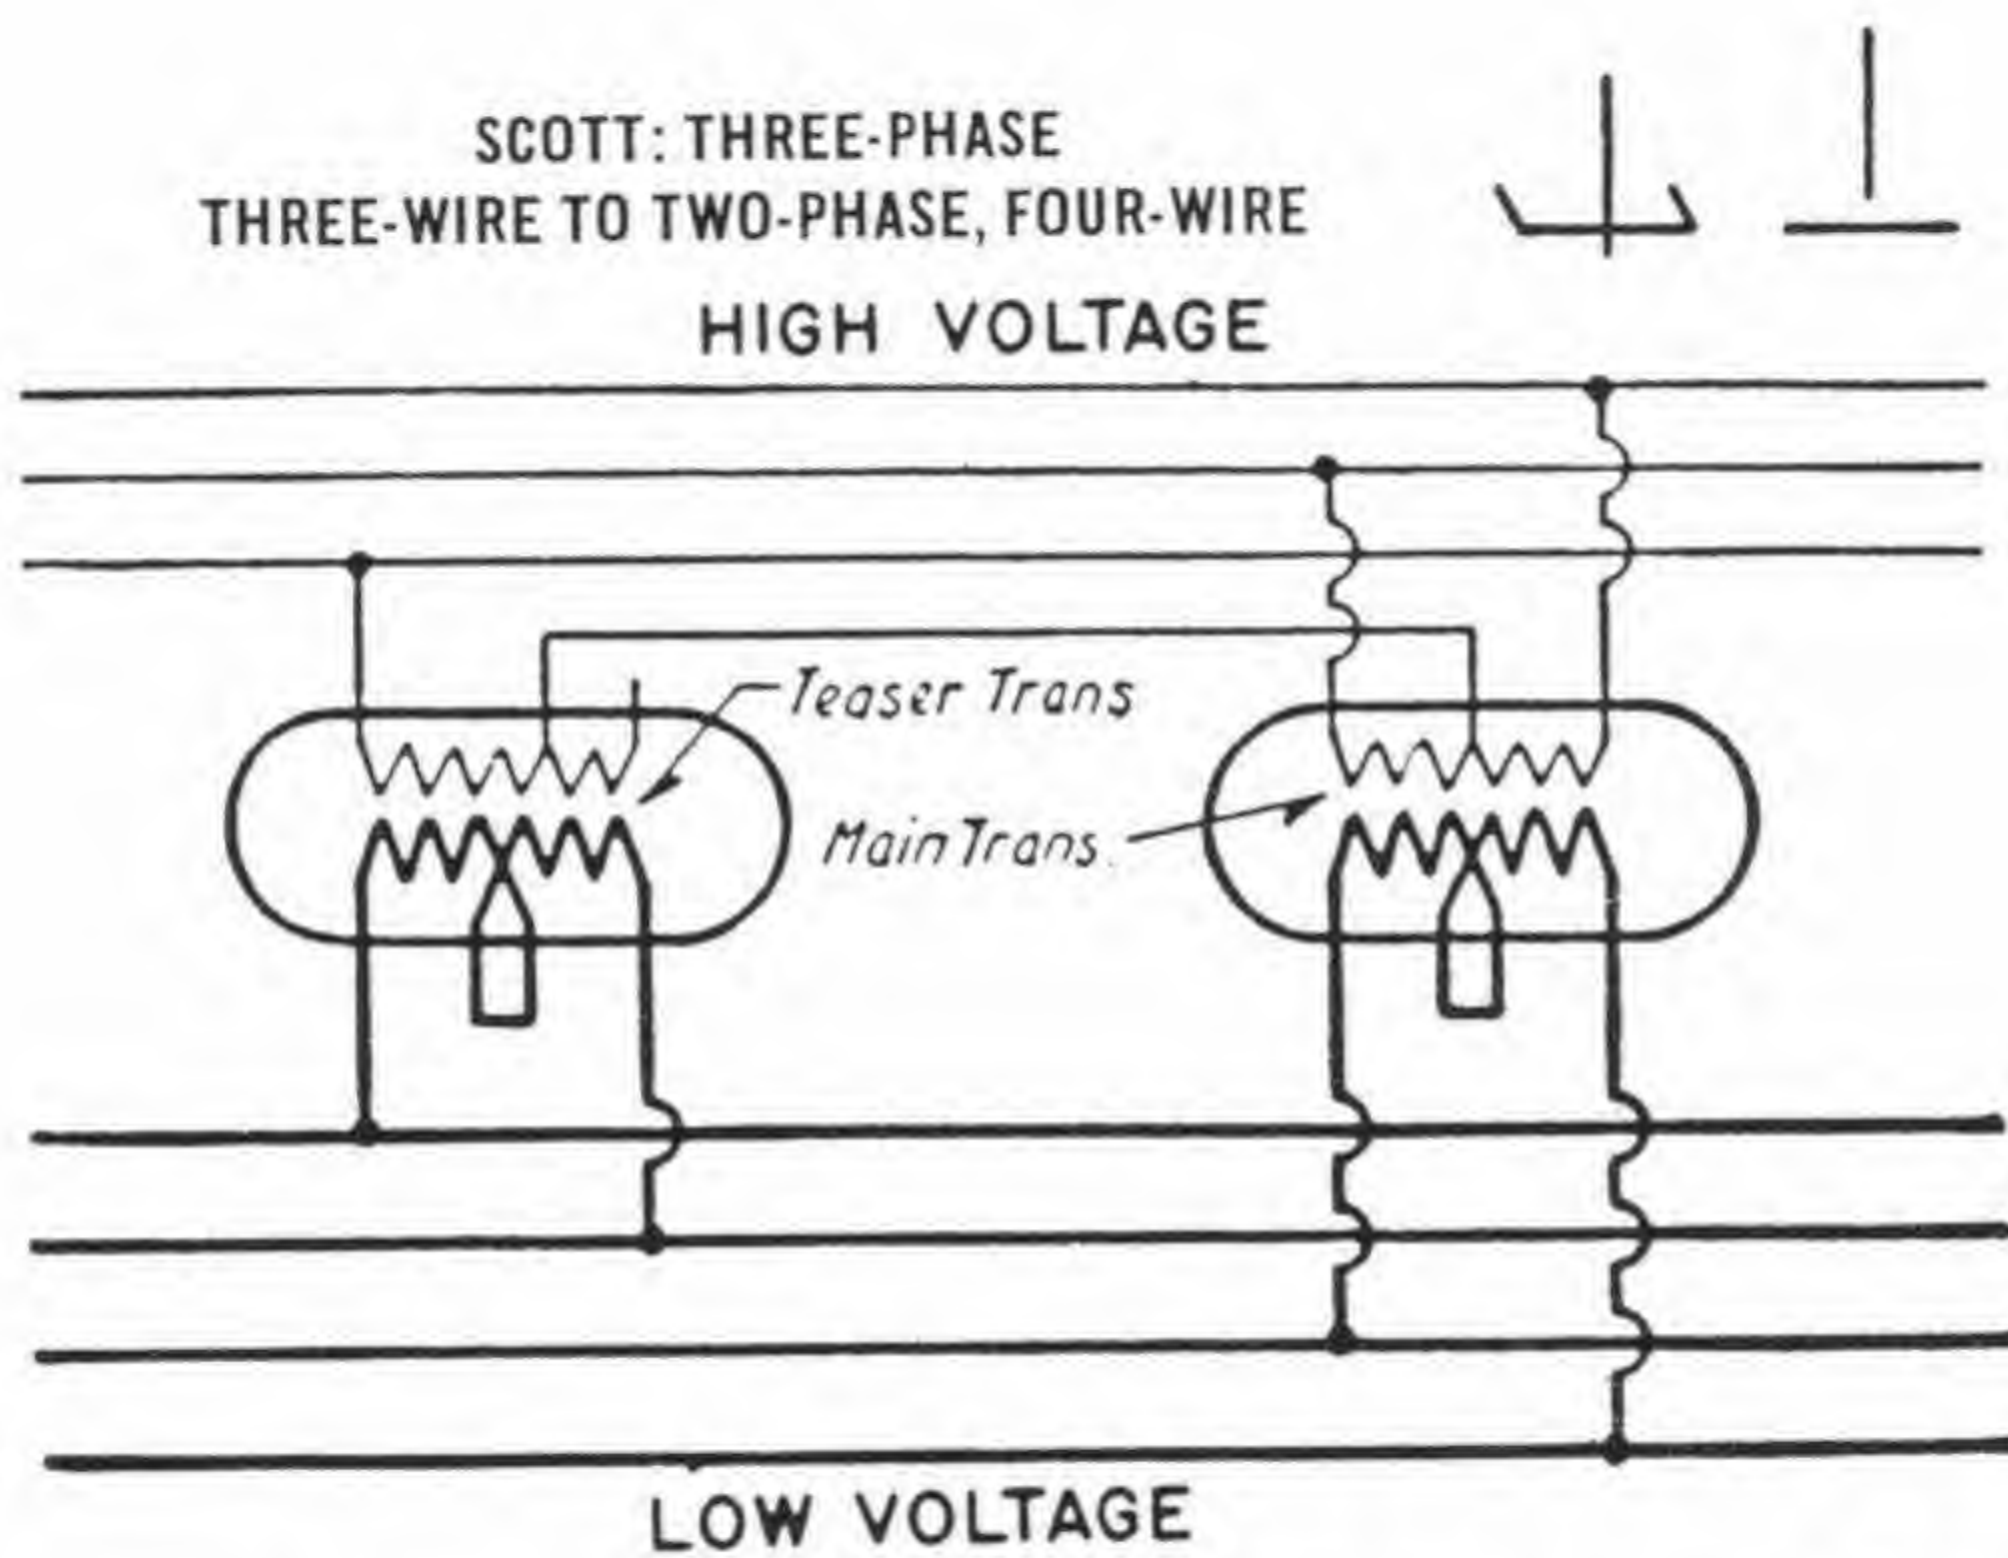 SCOTT: THREE-PHASE
THREE-WIRE TO TWO-PHASE, FOUR-WIRE
HIGH VOLTAGE
Teaser Trans
Main Trans.
LOW VOLTAGE